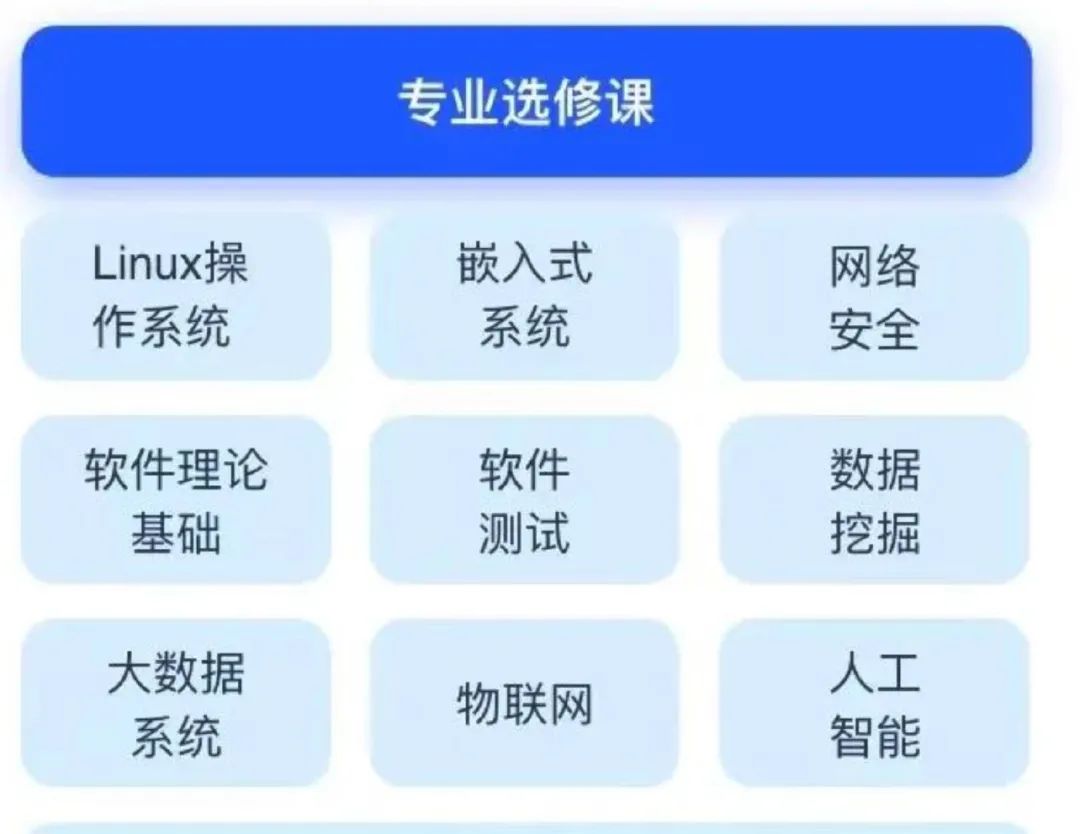 专业选修课
Linux操
作系统
嵌入式
系统
网络
安全
软件理论
基础
软件
测试
数据
挖掘
大数据
系统
物联网
人工
智能